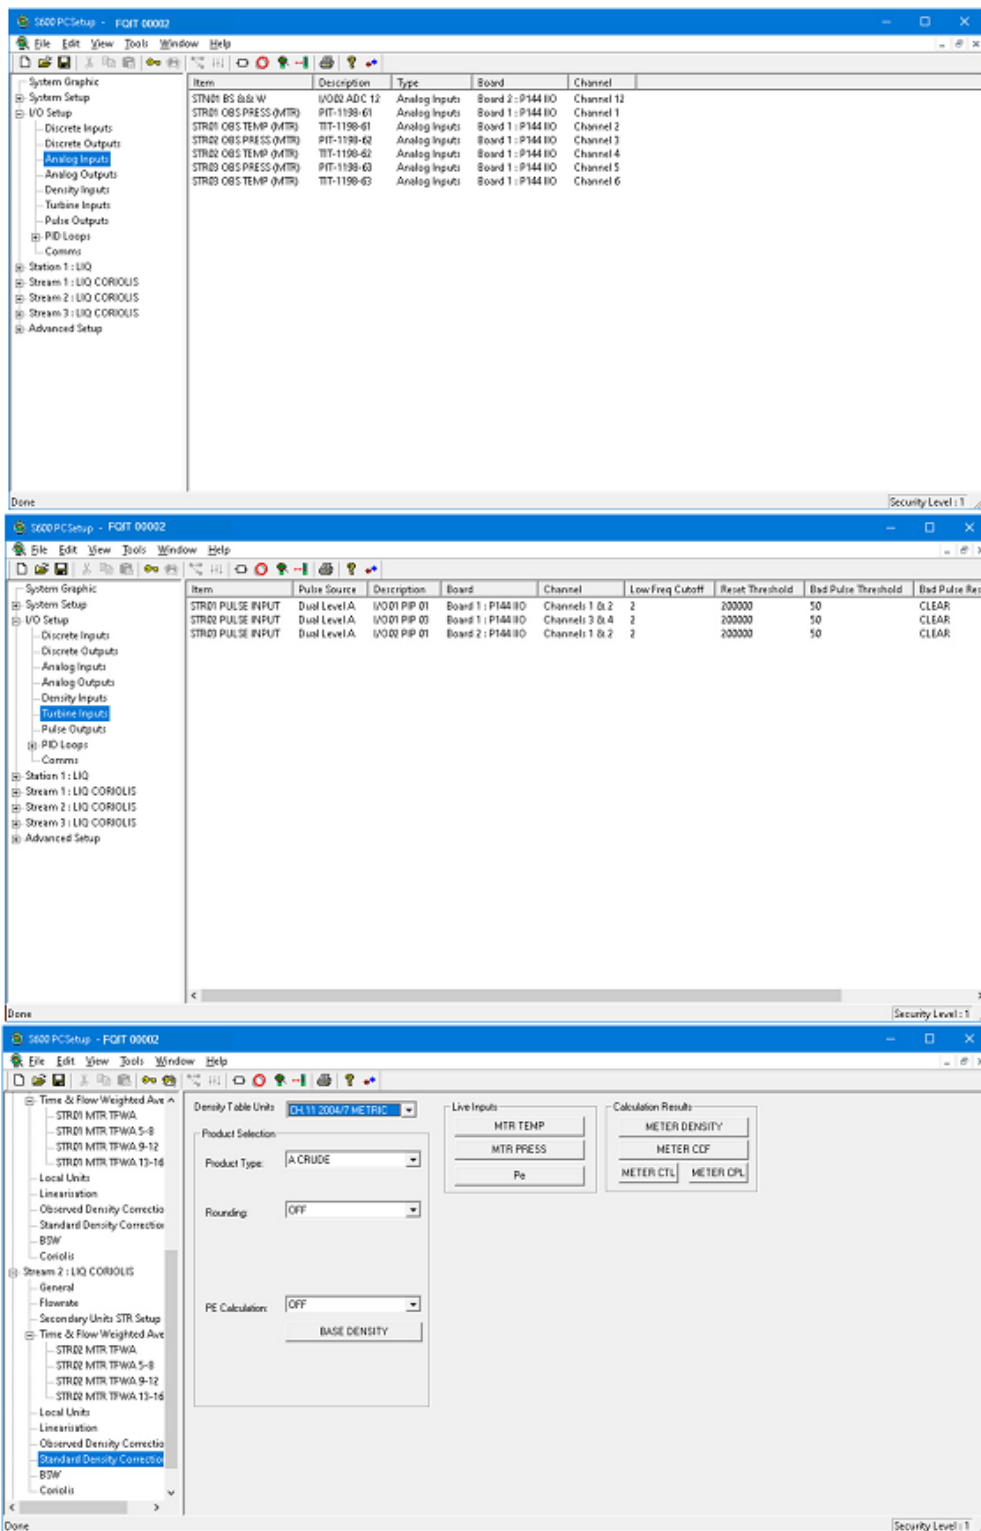 S600 PCSetup - FQIT 00002
File Edit View Tools Window Help
System Graphic
System Setup
I/O Setup
Discrete Inputs
Discrete Outputs
Analog Inputs
Analog Outputs
Density Inputs
Turbine Inputs
Pulse Outputs
PID Loops
Comms
Station 1 : LIQ
Stream 1 : LIQ CORIOLIS
Stream 2 : LIQ CORIOLIS
Stream 3 : LIQ CORIOLIS
Advanced Setup
Item Description Type Board Channel
STN01 BS && W I/O02 ADC 12 Analog Inputs Board 2 : P144 IIO Channel 12
STR01 OBS PRESS (MTR) PIT-1198-61 Analog Inputs Board 1 : P144 IIO Channel 1
STR01 OBS TEMP (MTR) TIT-1198-61 Analog Inputs Board 1 : P144 IIO Channel 2
STR02 OBS PRESS (MTR) PIT-1198-62 Analog Inputs Board 1 : P144 IIO Channel 3
STR02 OBS TEMP (MTR) TIT-1198-62 Analog Inputs Board 1 : P144 IIO Channel 4
STR03 OBS PRESS (MTR) PIT-1198-63 Analog Inputs Board 1 : P144 IIO Channel 5
STR03 OBS TEMP (MTR) TIT-1198-63 Analog Inputs Board 1 : P144 IIO Channel 6
Done Security Level : 1
S600 PCSetup - FQIT 00002
File Edit View Tools Window Help
System Graphic
System Setup
I/O Setup
Discrete Inputs
Discrete Outputs
Analog Inputs
Analog Outputs
Density Inputs
Turbine Inputs
Pulse Outputs
PID Loops
Comms
Station 1 : LIQ
Stream 1 : LIQ CORIOLIS
Stream 2 : LIQ CORIOLIS
Stream 3 : LIQ CORIOLIS
Advanced Setup
Item Pulse Source Description Board Channel Low Freq Cutoff Reset Threshold Bad Pulse Threshold Bad Pulse Res
STR01 PULSE INPUT Dual Level A I/O01 PIP 01 Board 1 : P144 IIO Channels 1 & 2 2 200000 50 CLEAR
STR02 PULSE INPUT Dual Level A I/O01 PIP 03 Board 1 : P144 IIO Channels 3 & 4 2 200000 50 CLEAR
STR03 PULSE INPUT Dual Level A I/O02 PIP 01 Board 2 : P144 IIO Channels 1 & 2 2 200000 50 CLEAR
Done Security Level : 1
S600 PCSetup - FQIT 00002
File Edit View Tools Window Help
Time & Flow Weighted Ave
STR01 MTR TFWA
STR01 MTR TFWA 5-8
STR01 MTR TFWA 9-12
STR01 MTR TFWA 13-16
Local Units
Linearisation
Observed Density Correctio
Standard Density Correction
BSW
Coriolis
Stream 2 : LIQ CORIOLIS
General
Flowrate
Secondary Units STR Setup
Time & Flow Weighted Ave
STR02 MTR TFWA
STR02 MTR TFWA 5-8
STR02 MTR TFWA 9-12
STR02 MTR TFWA 13-16
Local Units
Linearisation
Observed Density Correctio
Standard Density Correction
BSW
Coriolis
Density Table Units CH.11 2004/7 METRIC
Product Selection
Product Type: A CRUDE
Rounding: OFF
PE Calculation: OFF
BASE DENSITY
Live Inputs
MTR TEMP
MTR PRESS
Pe
Calculation Results
METER DENSITY
METER CCF
METER CTL METER CPL
Done Security Level : 1